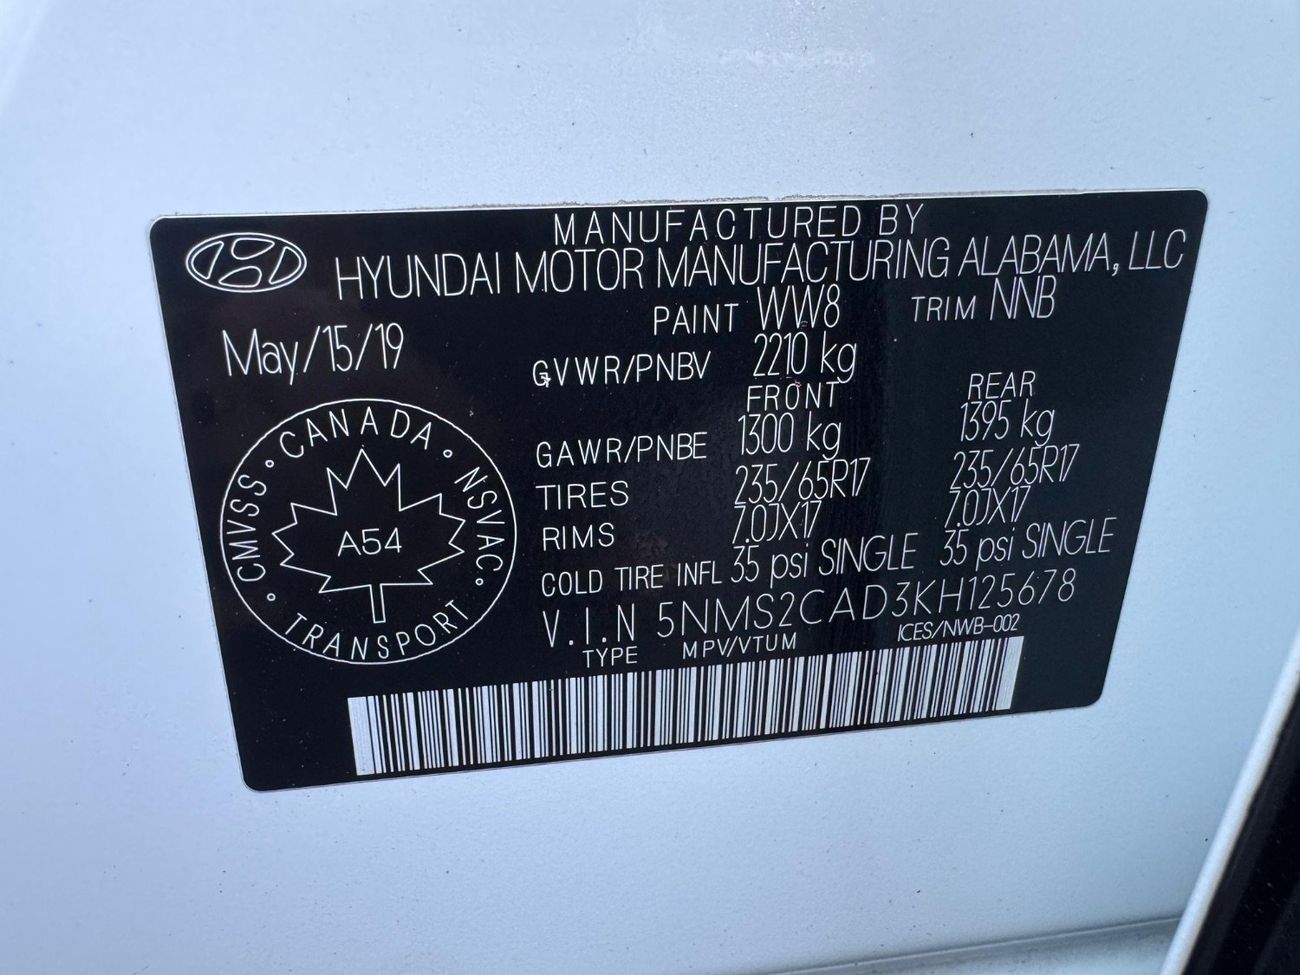 MANUFACTURED BY
HYUNDAI MOTOR MANUFACTURING ALABAMA, LLC
PAINT WW8 TRIM NNB
May/15/19
GVWR/PNBV 2210 kg
FRONT REAR
GAWR/PNBE 1300 kg 1395 kg
TIRES 235/65R17 235/65R17
RIMS 7.0JX17 7.0JX17
COLD TIRE INFL 35 psi SINGLE 35 psi SINGLE
V.I.N 5NMS2CAD3KH125678
TYPE MPV/VTUM ICES/NWB-002
CMVSS · CANADA · NSVAC ·
TRANSPORT
A54